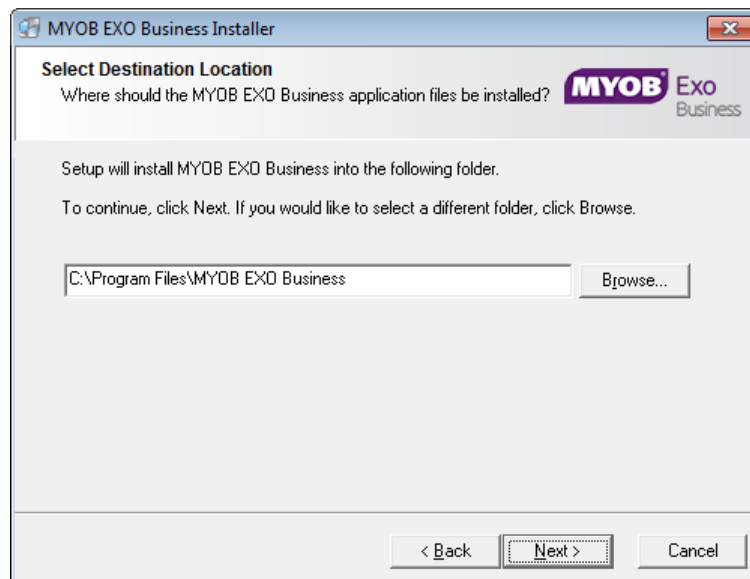 MYOB EXO Business Installer
Select Destination Location
Where should the MYOB EXO Business application files be installed?
MYOB Exo
Business
Setup will install MYOB EXO Business into the following folder.
To continue, click Next. If you would like to select a different folder, click Browse.
C:\Program Files\MYOB EXO Business
Browse...
< Back
Next >
Cancel